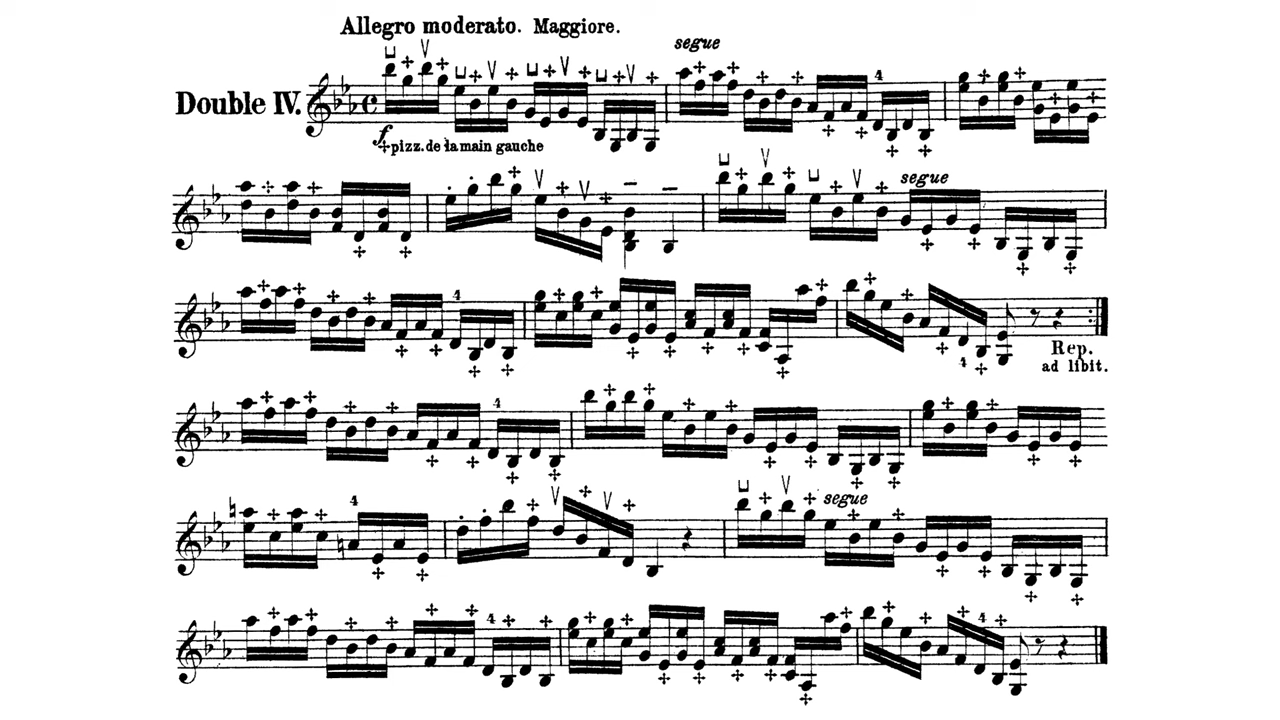 Allegro moderato. Maggiore.
segue
Double IV.
4
f
+pizz. de la main gauche
segue
4
4
Rep.
ad libit.
4
4
segue
4
4